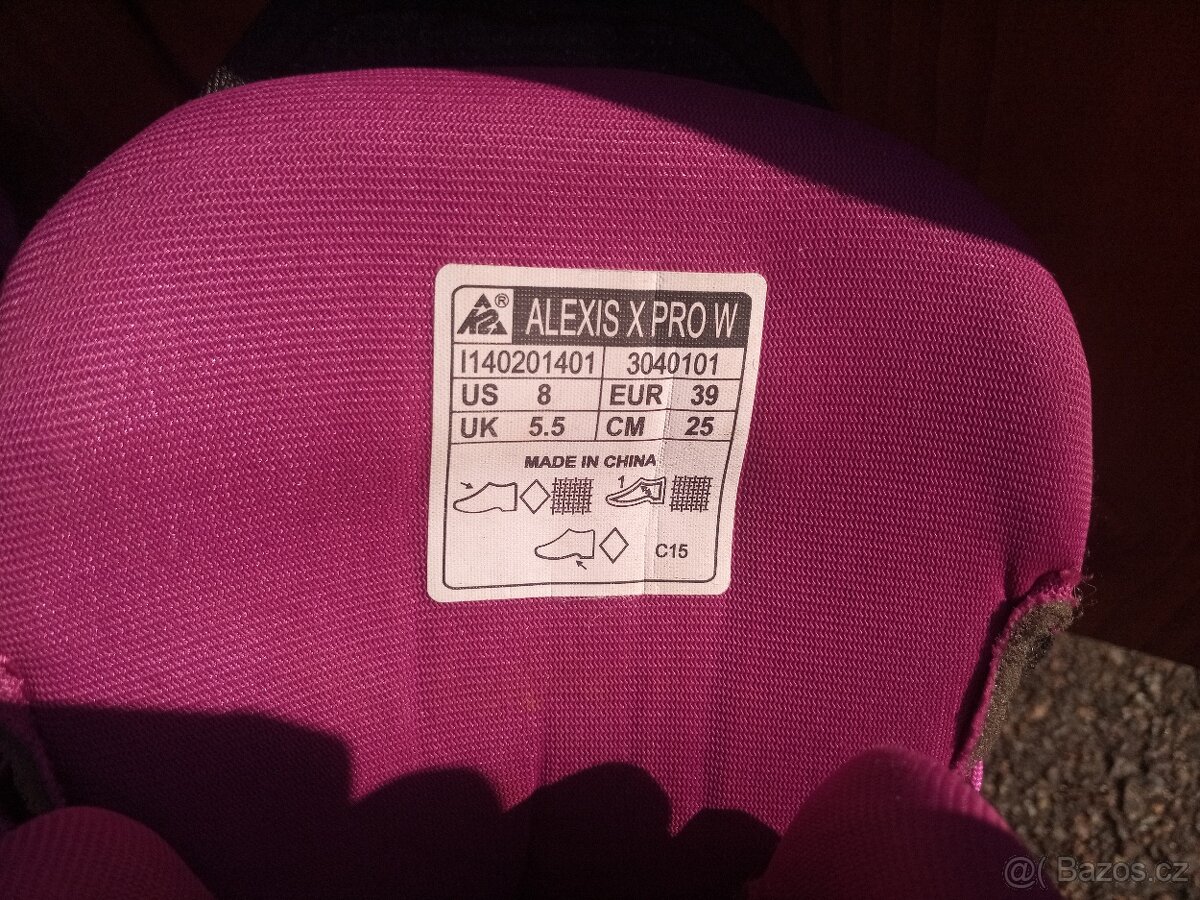 K2® ALEXIS X PRO W
I140201401 3040101
US 8 EUR 39
UK 5.5 CM 25
MADE IN CHINA
1
C15
@( Bazos.cz